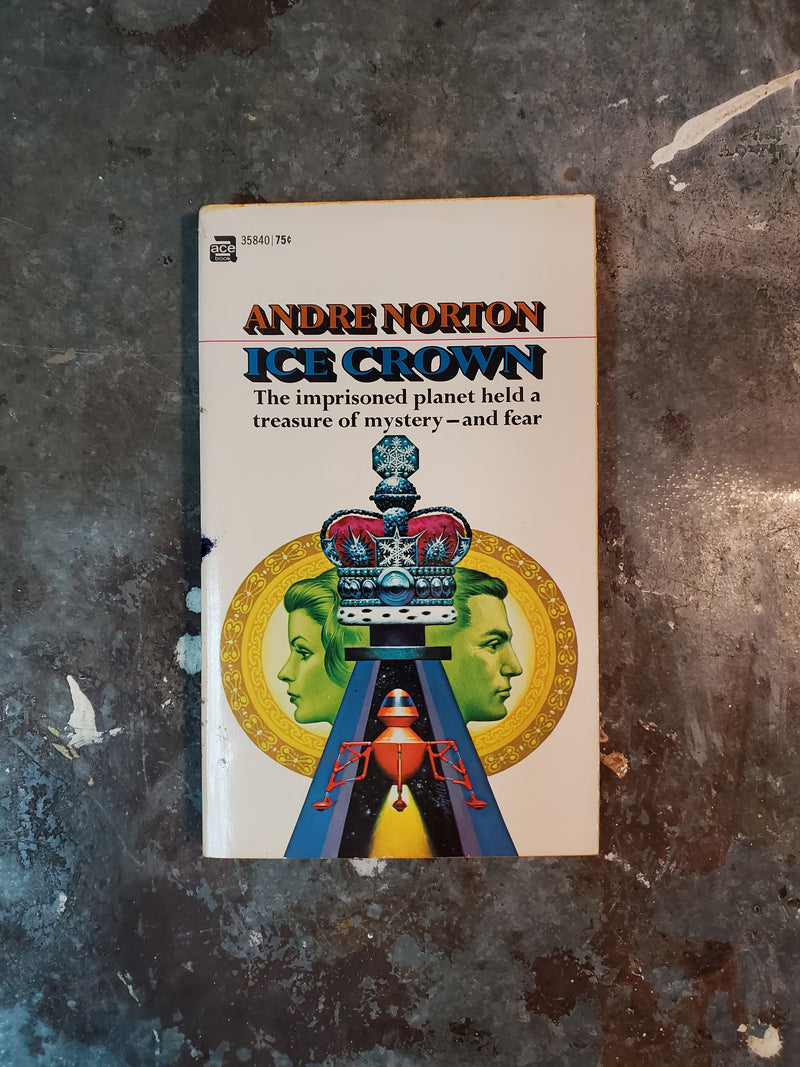 ace
book
35840|75¢
ANDRE NORTON
ICE CROWN
The imprisoned planet held a
treasure of mystery—and fear